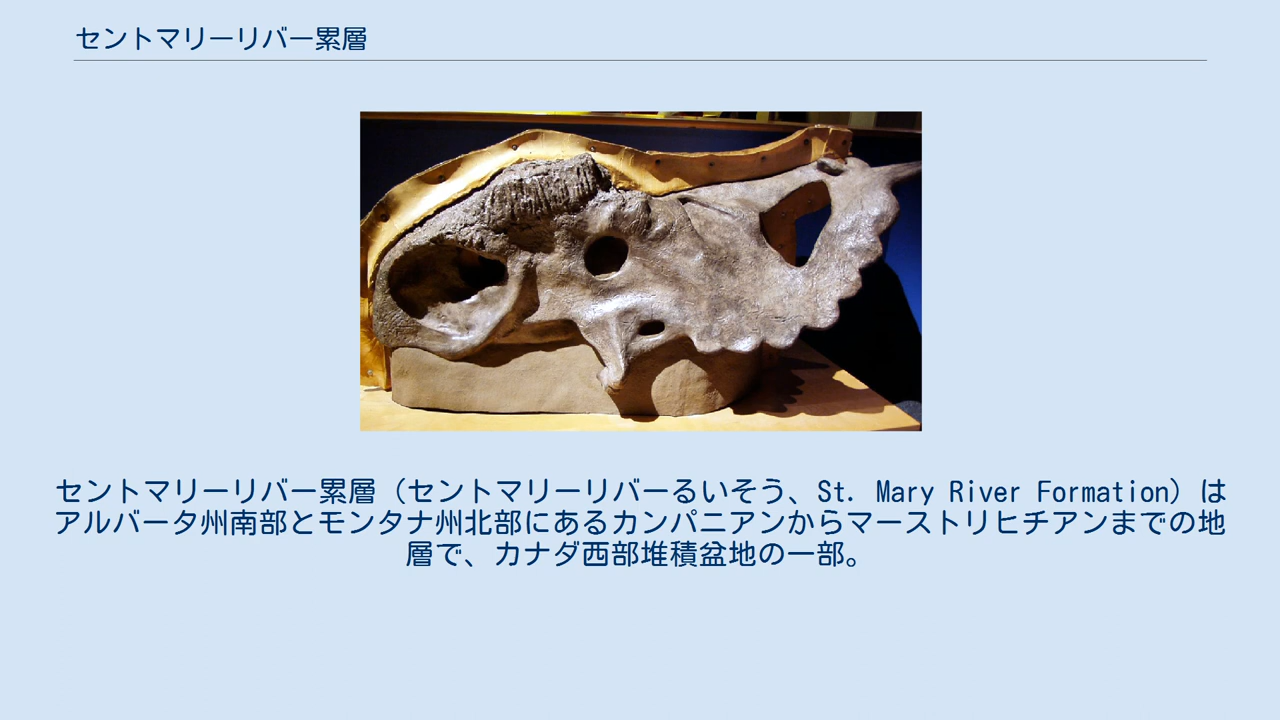 セントマリーリバー累層
セントマリーリバー累層（セントマリーリバーるいそう、St. Mary River Formation）は
アルバータ州南部とモンタナ州北部にあるカンパニアンからマーストリヒチアンまでの地
層で、カナダ西部堆積盆地の一部。